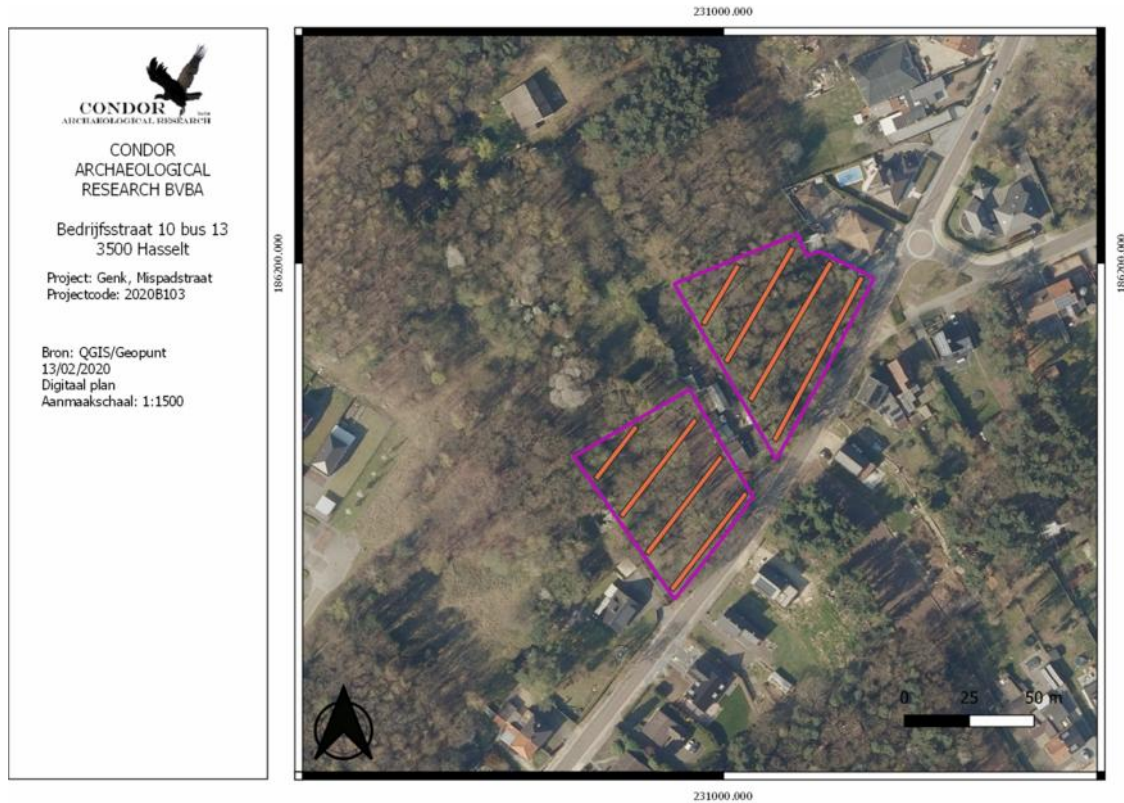 231000.000
CONDOR
ARCHAEOLOGICAL RESEARCH
CONDOR
ARCHAEOLOGICAL
RESEARCH BVBA
Bedrijfsstraat 10 bus 13
3500 Hasselt
Project: Genk, Mispadstraat
Projectcode: 2020B103
Bron: QGIS/Geopunt
13/02/2020
Digitaal plan
Aanmaakschaal: 1:1500
186200.000
186200.000
0 25 50 m
231000.000